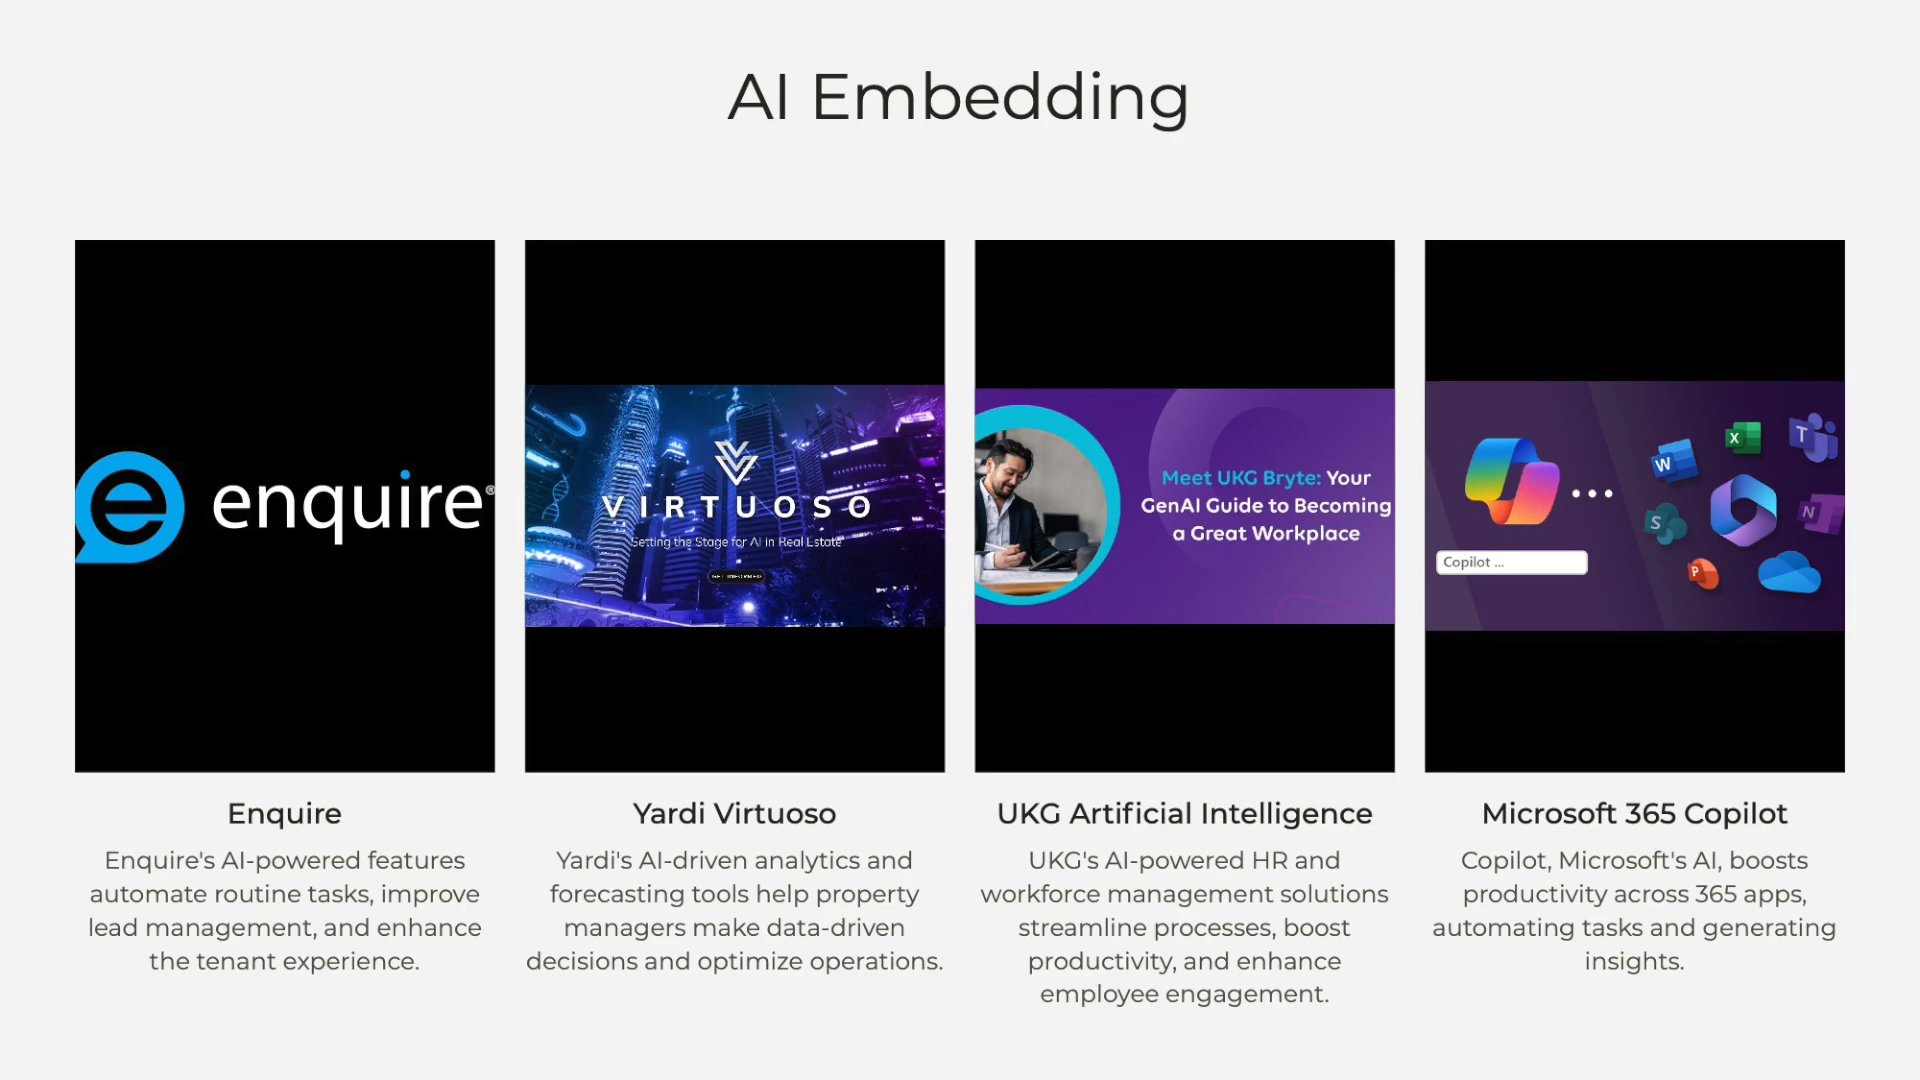 AI Embedding
e enquire®
VIRTUOSO
Setting the Stage for AI in Real Estate
Meet UKG Bryte: Your
GenAI Guide to Becoming
a Great Workplace
W
X
T
S
N
P
Copilot ...
Enquire
Enquire's AI-powered features
automate routine tasks, improve
lead management, and enhance
the tenant experience.
Yardi Virtuoso
Yardi's AI-driven analytics and
forecasting tools help property
managers make data-driven
decisions and optimize operations.
UKG Artificial Intelligence
UKG's AI-powered HR and
workforce management solutions
streamline processes, boost
productivity, and enhance
employee engagement.
Microsoft 365 Copilot
Copilot, Microsoft's AI, boosts
productivity across 365 apps,
automating tasks and generating
insights.